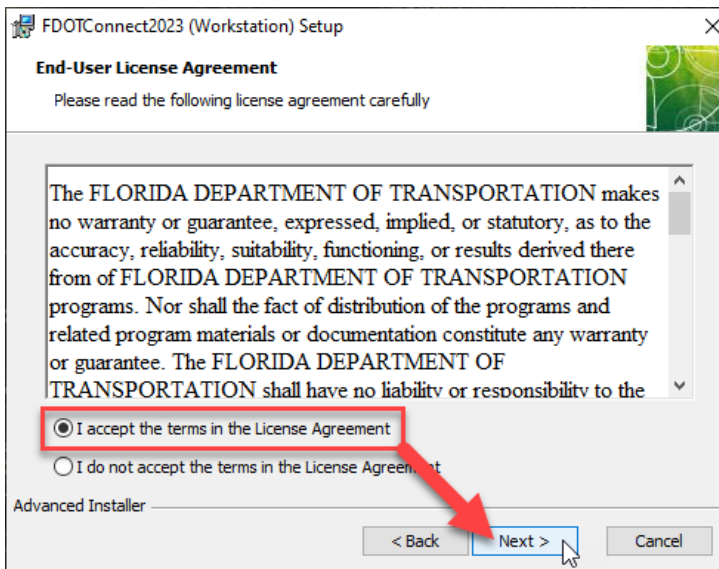 FDOTConnect2023 (Workstation) Setup
End-User License Agreement
Please read the following license agreement carefully
The FLORIDA DEPARTMENT OF TRANSPORTATION makes
no warranty or guarantee, expressed, implied, or statutory, as to the
accuracy, reliability, suitability, functioning, or results derived there
from of FLORIDA DEPARTMENT OF TRANSPORTATION
programs. Nor shall the fact of distribution of the programs and
related program materials or documentation constitute any warranty
or guarantee. The FLORIDA DEPARTMENT OF
TRANSPORTATION shall have no liability or responsibility to the
I accept the terms in the License Agreement
I do not accept the terms in the License Agreement
Advanced Installer
< Back
Next >
Cancel